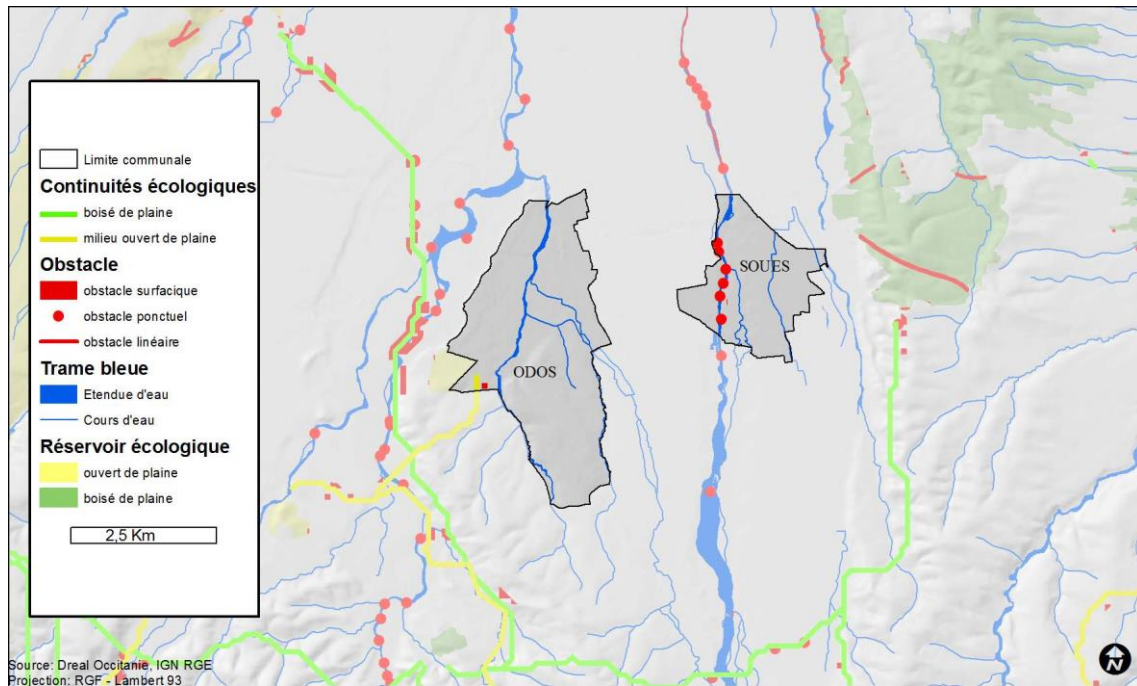 Limite communale
Continuités écologiques
boisé de plaine
milieu ouvert de plaine
Obstacle
obstacle surfacique
obstacle ponctuel
obstacle linéaire
Trame bleue
Etendue d'eau
Cours d'eau
Réservoir écologique
ouvert de plaine
boisé de plaine
2,5 Km
SOUES
ODOS
Source: Dreal Occitanie, IGN RGE
Projection: RGF - Lambert 93
N